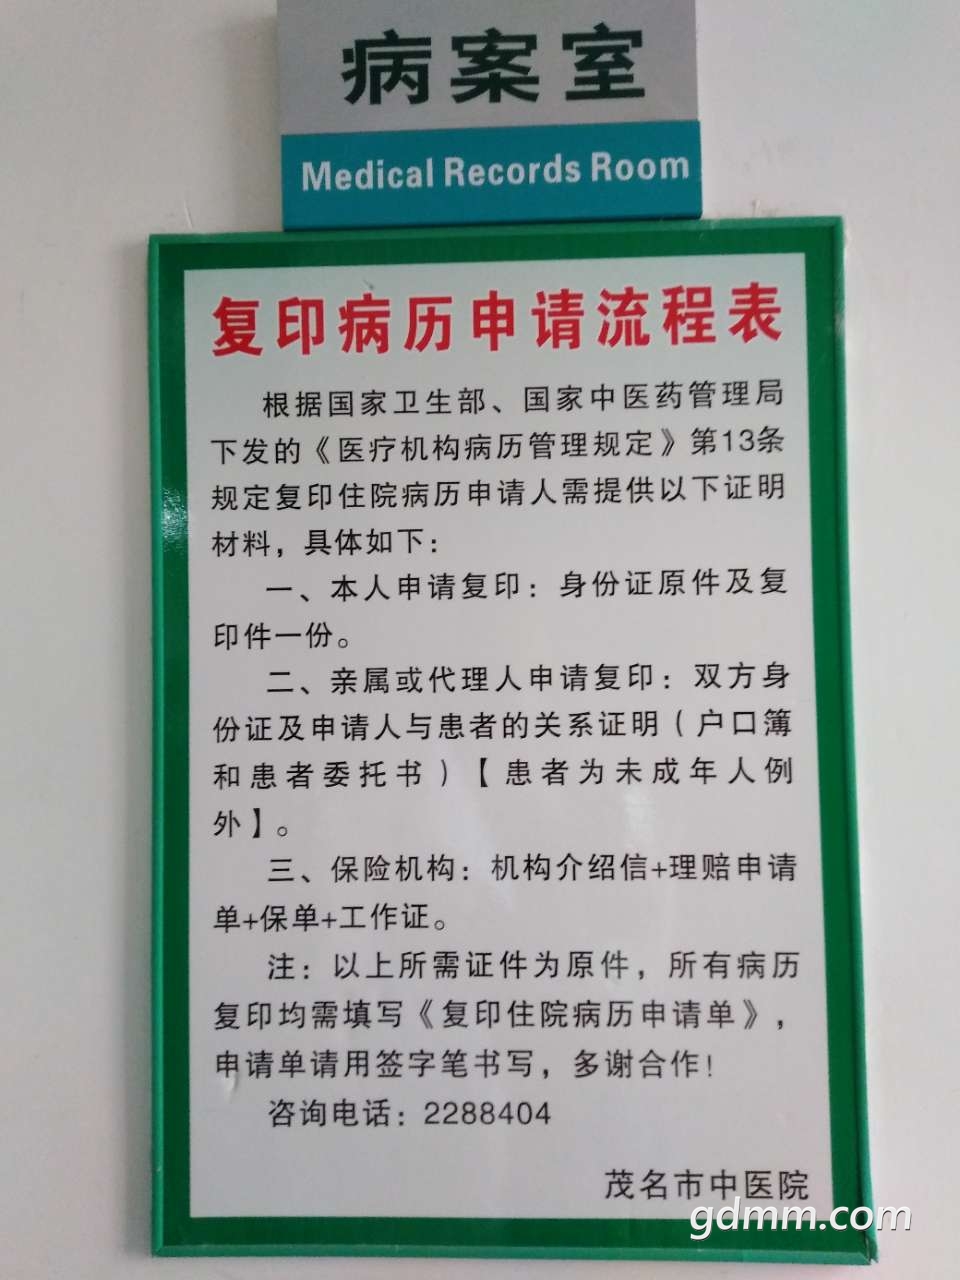 病案室
Medical Records Room
复印病历申请流程表
根据国家卫生部、国家中医药管理局
下发的《医疗机构病历管理规定》第13条
规定复印住院病历申请人需提供以下证明
材料，具体如下：
一、本人申请复印：身份证原件及复
印件一份。
二、亲属或代理人申请复印：双方身
份证及申请人与患者的关系证明（户口簿
和患者委托书）【患者为未成年人例
外】。
三、保险机构：机构介绍信+理赔申请
单+保单+工作证。
注：以上所需证件为原件，所有病历
复印均需填写《复印住院病历申请单》，
申请单请用签字笔书写，多谢合作！
咨询电话：2288404
茂名市中医院
gdmm.com